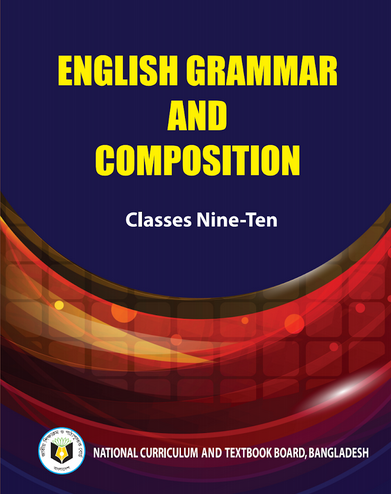 ENGLISH GRAMMAR
AND
COMPOSITION
Classes Nine-Ten
NATIONAL CURRICULUM AND TEXTBOOK BOARD, BANGLADESH